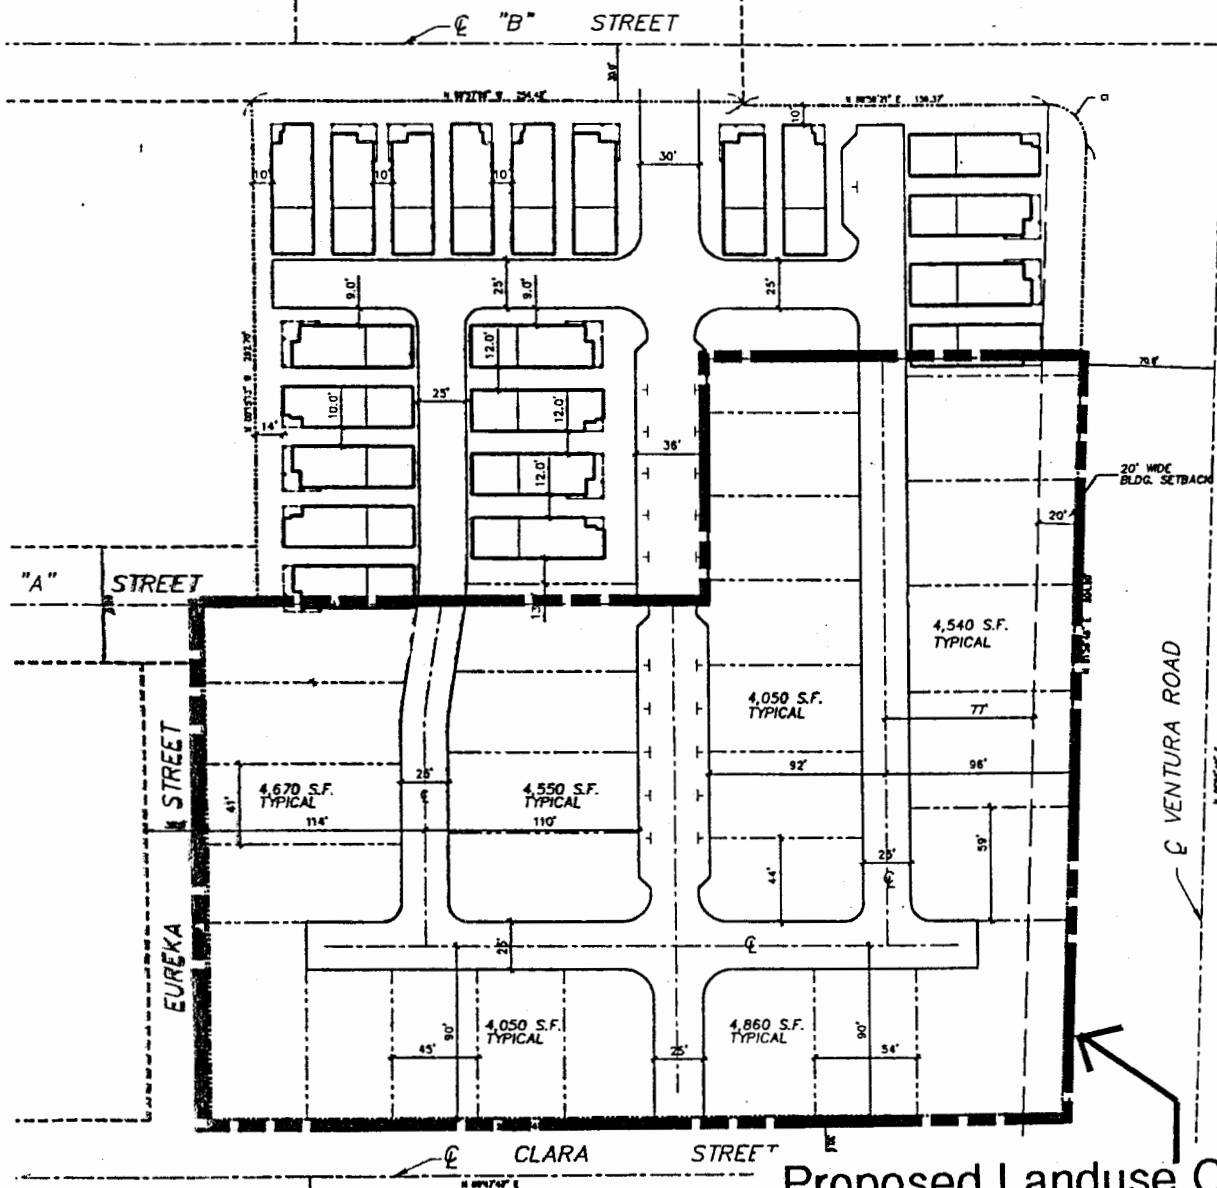 ℄ "B" STREET
30'
10'
10'
10'
10'
25'
25'
9.0'
9.0'
12.0'
25'
10.0'
12.0'
14'
36'
12.0'
20' WIDE
BLDG. SETBACK
20'
"A" STREET
13'
4,540 S.F.
TYPICAL
4,050 S.F.
TYPICAL
77'
92'
96'
4,670 S.F.
TYPICAL
4,550 S.F.
TYPICAL
41'
25'
℄
114'
110'
59'
44'
25'
℄
EUREKA STREET
℄ VENTURA ROAD
25'
℄
4,050 S.F.
TYPICAL
4,860 S.F.
TYPICAL
90'
90'
45'
25'
54'
℄ CLARA STREET
Proposed Landuse